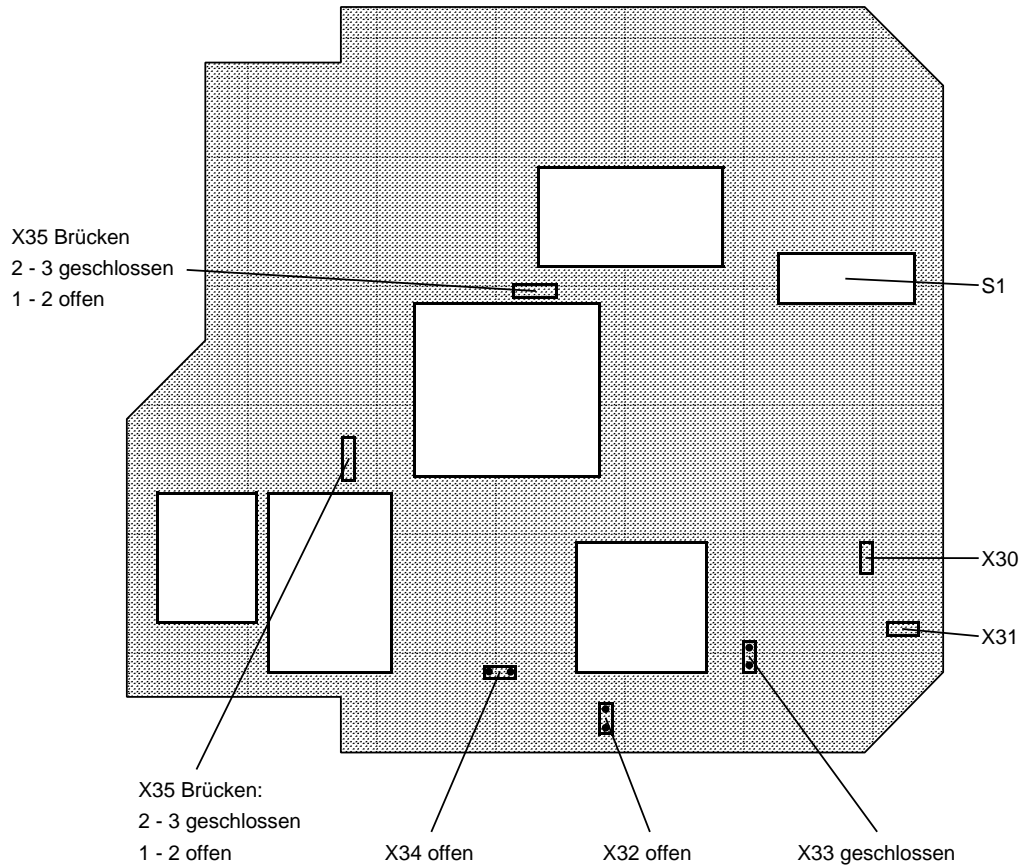 X35 Brücken
2 - 3 geschlossen
1 - 2 offen
S1
X30
X31
X35 Brücken:
2 - 3 geschlossen
1 - 2 offen
X34 offen
X32 offen
X33 geschlossen